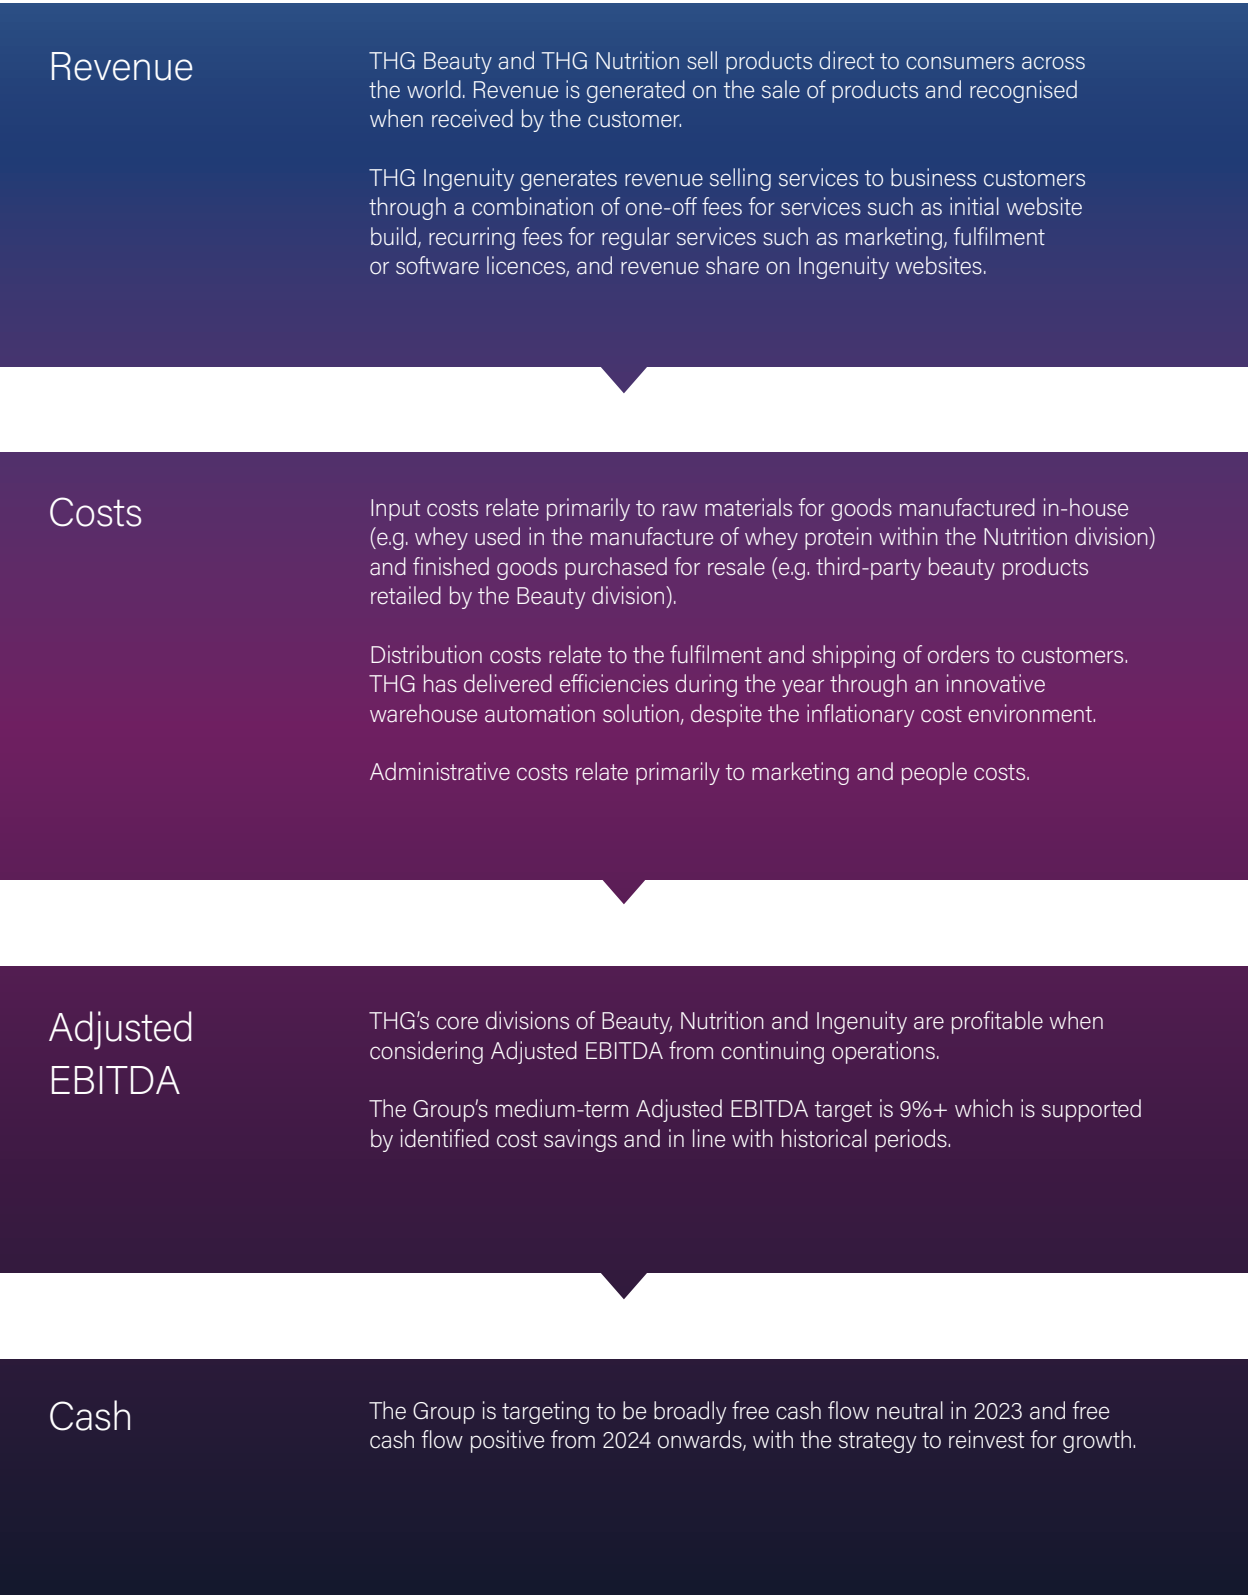 Revenue
THG Beauty and THG Nutrition sell products direct to consumers across
the world. Revenue is generated on the sale of products and recognised
when received by the customer.
THG Ingenuity generates revenue selling services to business customers
through a combination of one-off fees for services such as initial website
build, recurring fees for regular services such as marketing, fulfilment
or software licences, and revenue share on Ingenuity websites.
Costs
Input costs relate primarily to raw materials for goods manufactured in-house
(e.g. whey used in the manufacture of whey protein within the Nutrition division)
and finished goods purchased for resale (e.g. third-party beauty products
retailed by the Beauty division).
Distribution costs relate to the fulfilment and shipping of orders to customers.
THG has delivered efficiencies during the year through an innovative
warehouse automation solution, despite the inflationary cost environment.
Administrative costs relate primarily to marketing and people costs.
Adjusted
EBITDA
THG's core divisions of Beauty, Nutrition and Ingenuity are profitable when
considering Adjusted EBITDA from continuing operations.
The Group's medium-term Adjusted EBITDA target is 9%+ which is supported
by identified cost savings and in line with historical periods.
Cash
The Group is targeting to be broadly free cash flow neutral in 2023 and free
cash flow positive from 2024 onwards, with the strategy to reinvest for growth.